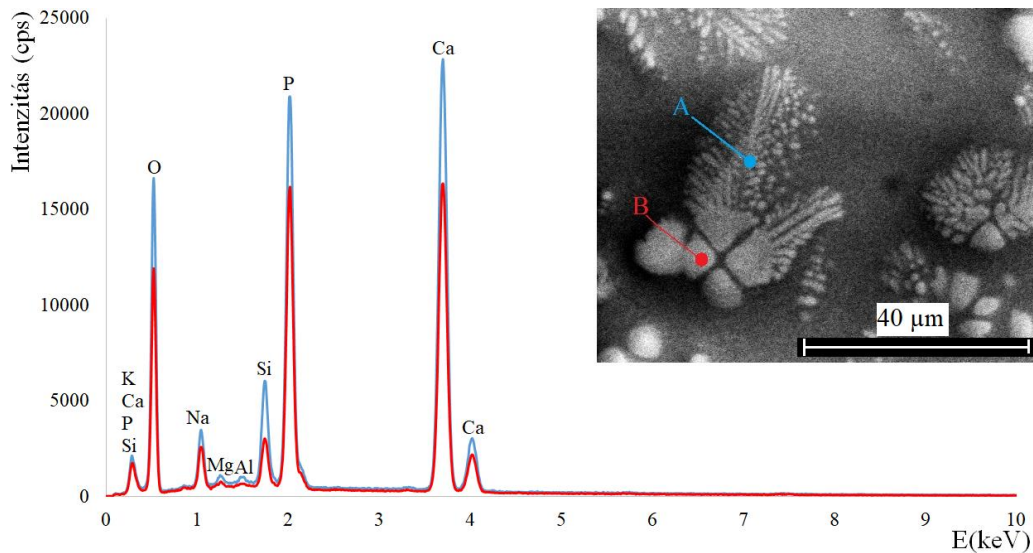 Intenzitás (cps)
25000
20000
15000
10000
5000
0
K
Ca
P
Si
O
Na
Mg
Al
Si
P
Ca
Ca
0
1
2
3
4
5
6
7
8
9
10
E(keV)
A
B
40 µm